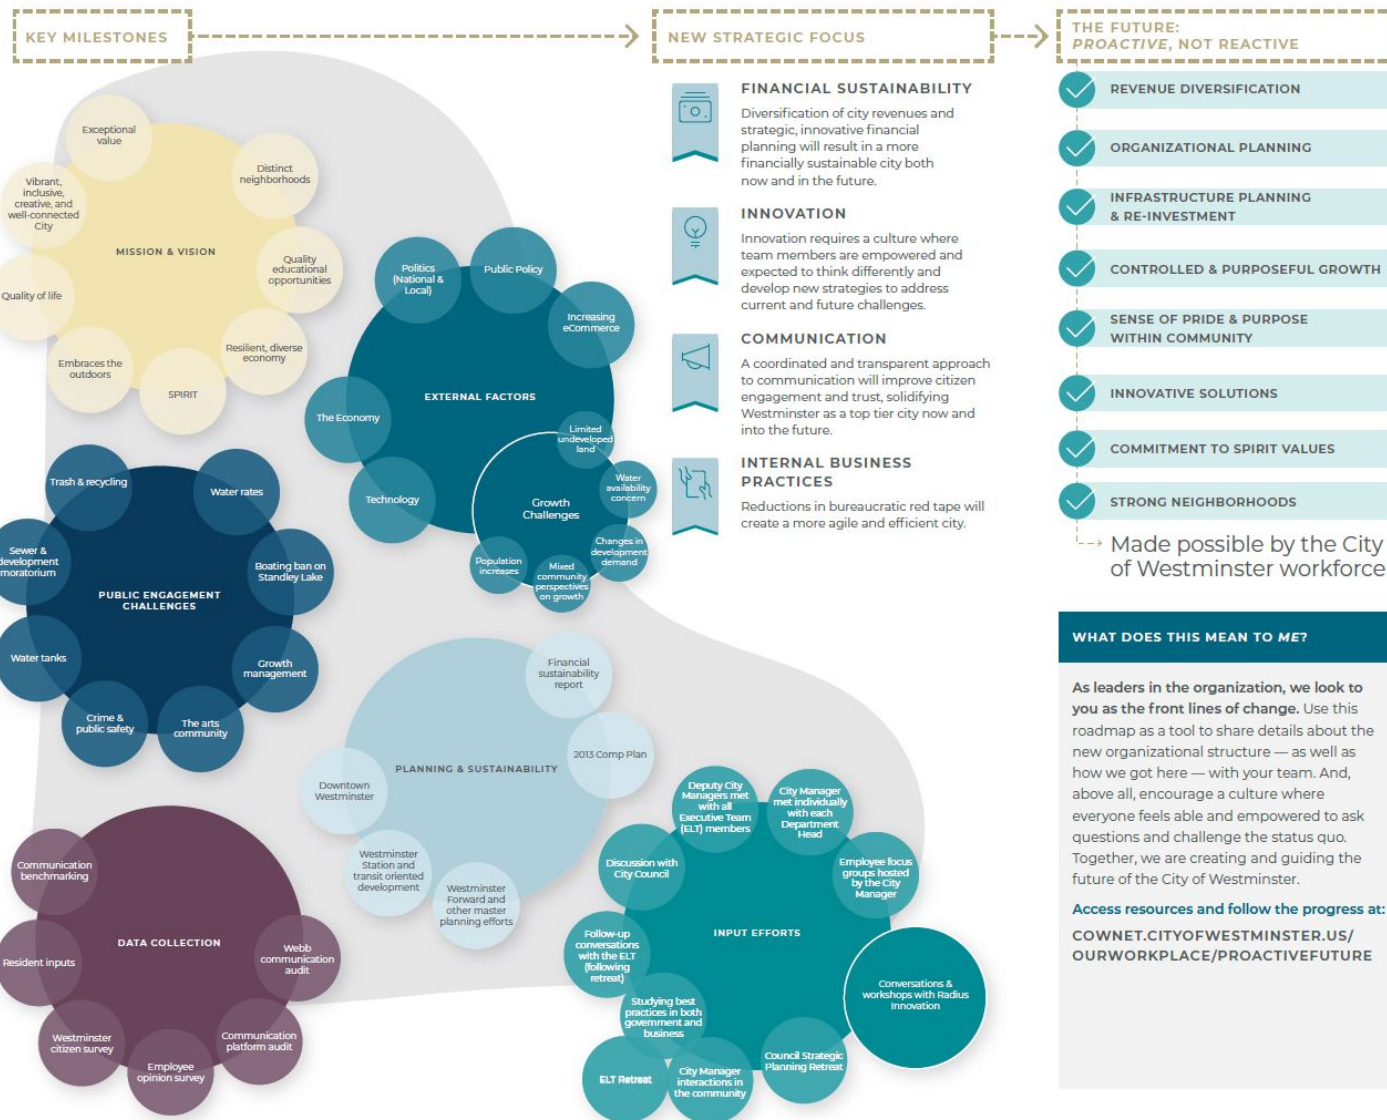 KEY MILESTONES
NEW STRATEGIC FOCUS
THE FUTURE:
PROACTIVE, NOT REACTIVE
Exceptional
value
Distinct
neighborhoods
Vibrant,
inclusive,
creative, and
well-connected
City
MISSION & VISION
Quality
educational
opportunities
Quality of life
Resilient, diverse
economy
Embraces the
outdoors
SPIRIT
Politics
(National &
Local)
Public Policy
Increasing
eCommerce
EXTERNAL FACTORS
The Economy
Technology
Limited
undeveloped
land
Water
availability
concern
Growth
Challenges
Changes in
development
demand
Population
increases
Mixed
community
perspectives
on growth
Trash & recycling
Water rates
Sewer &
development
moratorium
Boating ban on
Standley Lake
PUBLIC ENGAGEMENT
CHALLENGES
Water tanks
Growth
management
Crime &
public safety
The arts
community
Financial
sustainability
report
2013 Comp Plan
PLANNING & SUSTAINABILITY
Downtown
Westminster
Westminster
Station and
transit oriented
development
Westminster
Forward and
other master
planning efforts
Communication
benchmarking
DATA COLLECTION
Resident inputs
Webb
communication
audit
Westminster
citizen survey
Employee
opinion survey
Communication
platform audit
Deputy City
Managers met
with all
Executive Team
(ELT) members
City Manager
met individually
with each
Department
Head
Discussion with
City Council
Employee focus
groups hosted
by the City
Manager
INPUT EFFORTS
Follow-up
conversations
with the ELT
(following
retreat)
Conversations &
workshops with Radius
Innovation
Studying best
practices in both
government and
business
ELT Retreat
City Manager
interactions in
the community
Council Strategic
Planning Retreat
FINANCIAL SUSTAINABILITY
Diversification of city revenues and
strategic, innovative financial
planning will result in a more
financially sustainable city both
now and in the future.
INNOVATION
Innovation requires a culture where
team members are empowered and
expected to think differently and
develop new strategies to address
current and future challenges.
COMMUNICATION
A coordinated and transparent approach
to communication will improve citizen
engagement and trust, solidifying
Westminster as a top tier city now and
into the future.
INTERNAL BUSINESS
PRACTICES
Reductions in bureaucratic red tape will
create a more agile and efficient city.
REVENUE DIVERSIFICATION
ORGANIZATIONAL PLANNING
INFRASTRUCTURE PLANNING
& RE-INVESTMENT
CONTROLLED & PURPOSEFUL GROWTH
SENSE OF PRIDE & PURPOSE
WITHIN COMMUNITY
INNOVATIVE SOLUTIONS
COMMITMENT TO SPIRIT VALUES
STRONG NEIGHBORHOODS
Made possible by the City
of Westminster workforce
WHAT DOES THIS MEAN TO ME?
As leaders in the organization, we look to
you as the front lines of change. Use this
roadmap as a tool to share details about the
new organizational structure — as well as
how we got here — with your team. And,
above all, encourage a culture where
everyone feels able and empowered to ask
questions and challenge the status quo.
Together, we are creating and guiding the
future of the City of Westminster.
Access resources and follow the progress at:
COWNET.CITYOFWESTMINSTER.US/
OURWORKPLACE/PROACTIVEFUTURE